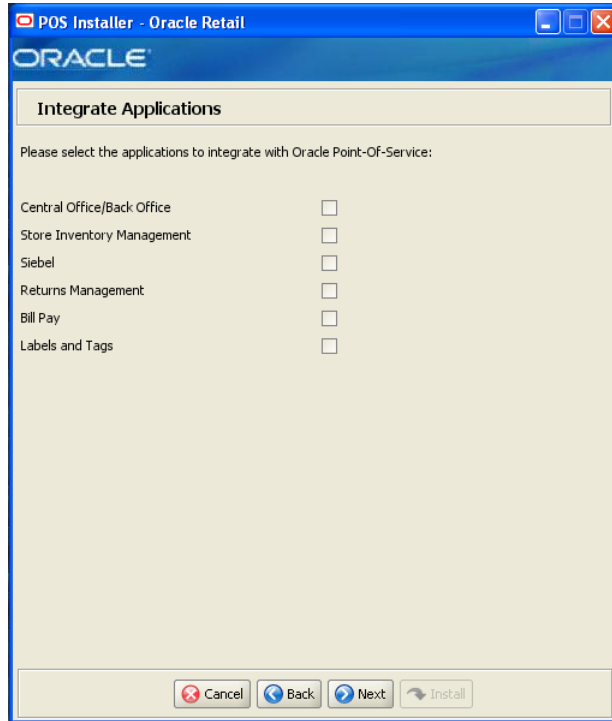 POS Installer - Oracle Retail
ORACLE
Integrate Applications
Please select the applications to integrate with Oracle Point-Of-Service:
Central Office/Back Office
Store Inventory Management
Siebel
Returns Management
Bill Pay
Labels and Tags
Cancel Back Next Install